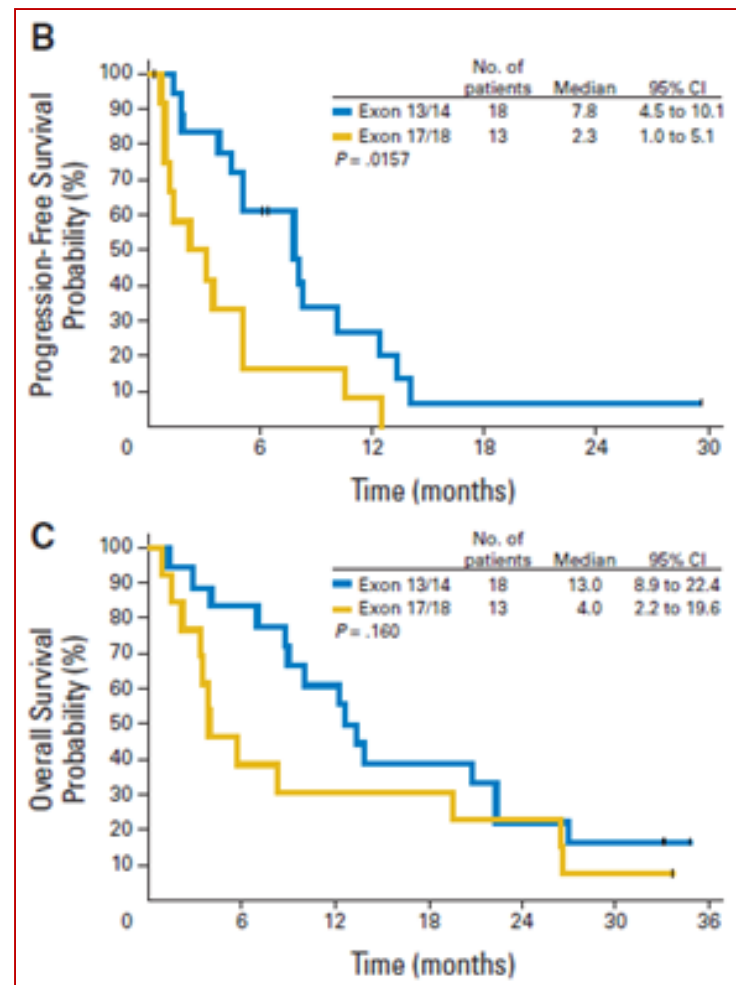 B
No. of
patients Median 95% CI
Exon 13/14 18 7.8 4.5 to 10.1
Exon 17/18 13 2.3 1.0 to 5.1
P = .0157
Progression-Free Survival
Probability (%)
100
90
80
70
60
50
40
30
20
10
0 6 12 18 24 30
Time (months)
C
No. of
patients Median 95% CI
Exon 13/14 18 13.0 8.9 to 22.4
Exon 17/18 13 4.0 2.2 to 19.6
P = .160
Overall Survival
Probability (%)
100
90
80
70
60
50
40
30
20
10
0 6 12 18 24 30 36
Time (months)